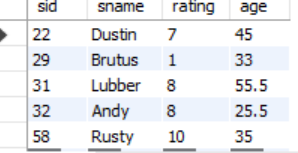 sid sname rating age
22 Dustin 7 45
29 Brutus 1 33
31 Lubber 8 55.5
32 Andy 8 25.5
58 Rusty 10 35